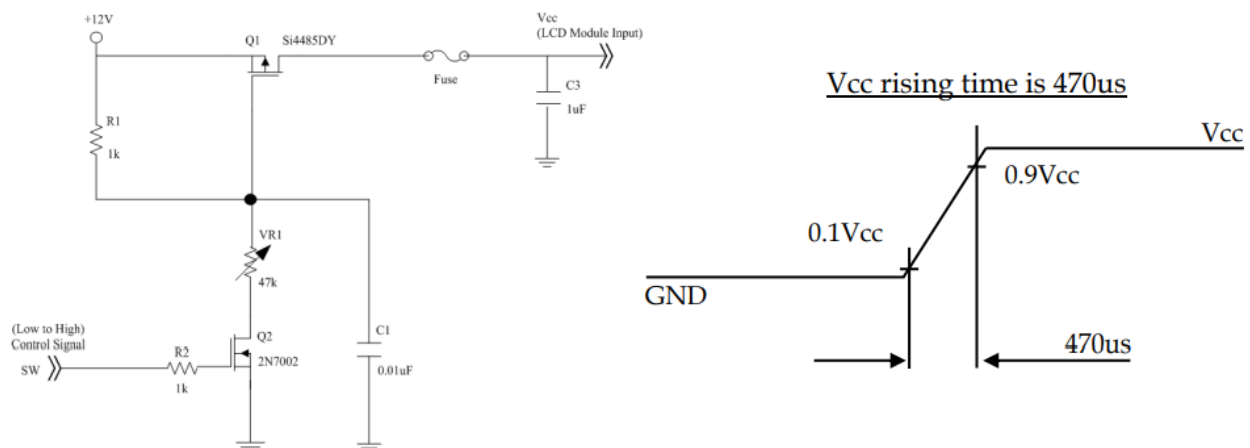 +12V
Q1
Si4485DY
Vcc
(LCD Module Input)
Fuse
C3
1uF
R1
1k
VR1
47k
(Low to High)
Control Signal
SW
R2
1k
Q2
2N7002
C1
0.01uF
Vcc rising time is 470us
Vcc
0.9Vcc
0.1Vcc
GND
470us